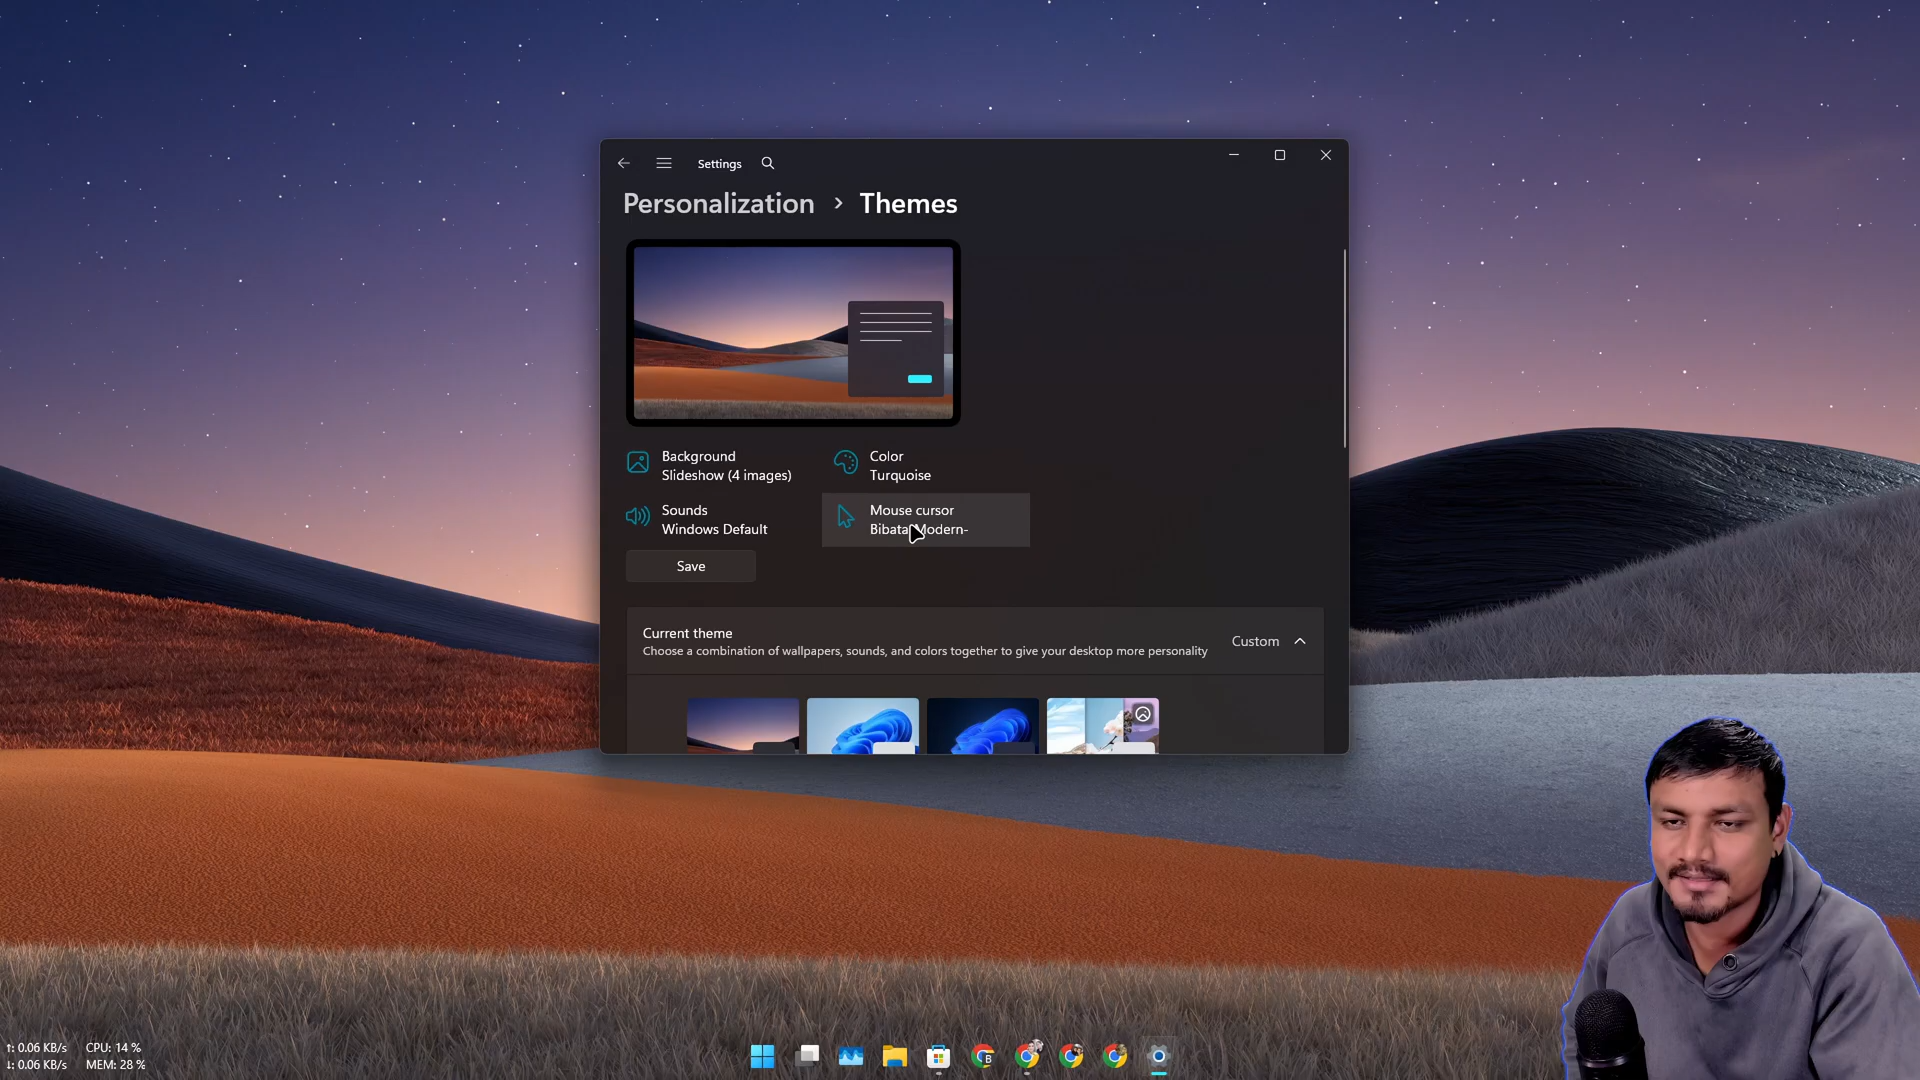 Settings
Personalization > Themes
Background
Slideshow (4 images)
Color
Turquoise
Sounds
Windows Default
Mouse cursor
Bibata-Modern-
Save
Current theme
Choose a combination of wallpapers, sounds, and colors together to give your desktop more personality
Custom
↑: 0.06 KB/s CPU: 14 %
↓: 0.06 KB/s MEM: 28 %
B